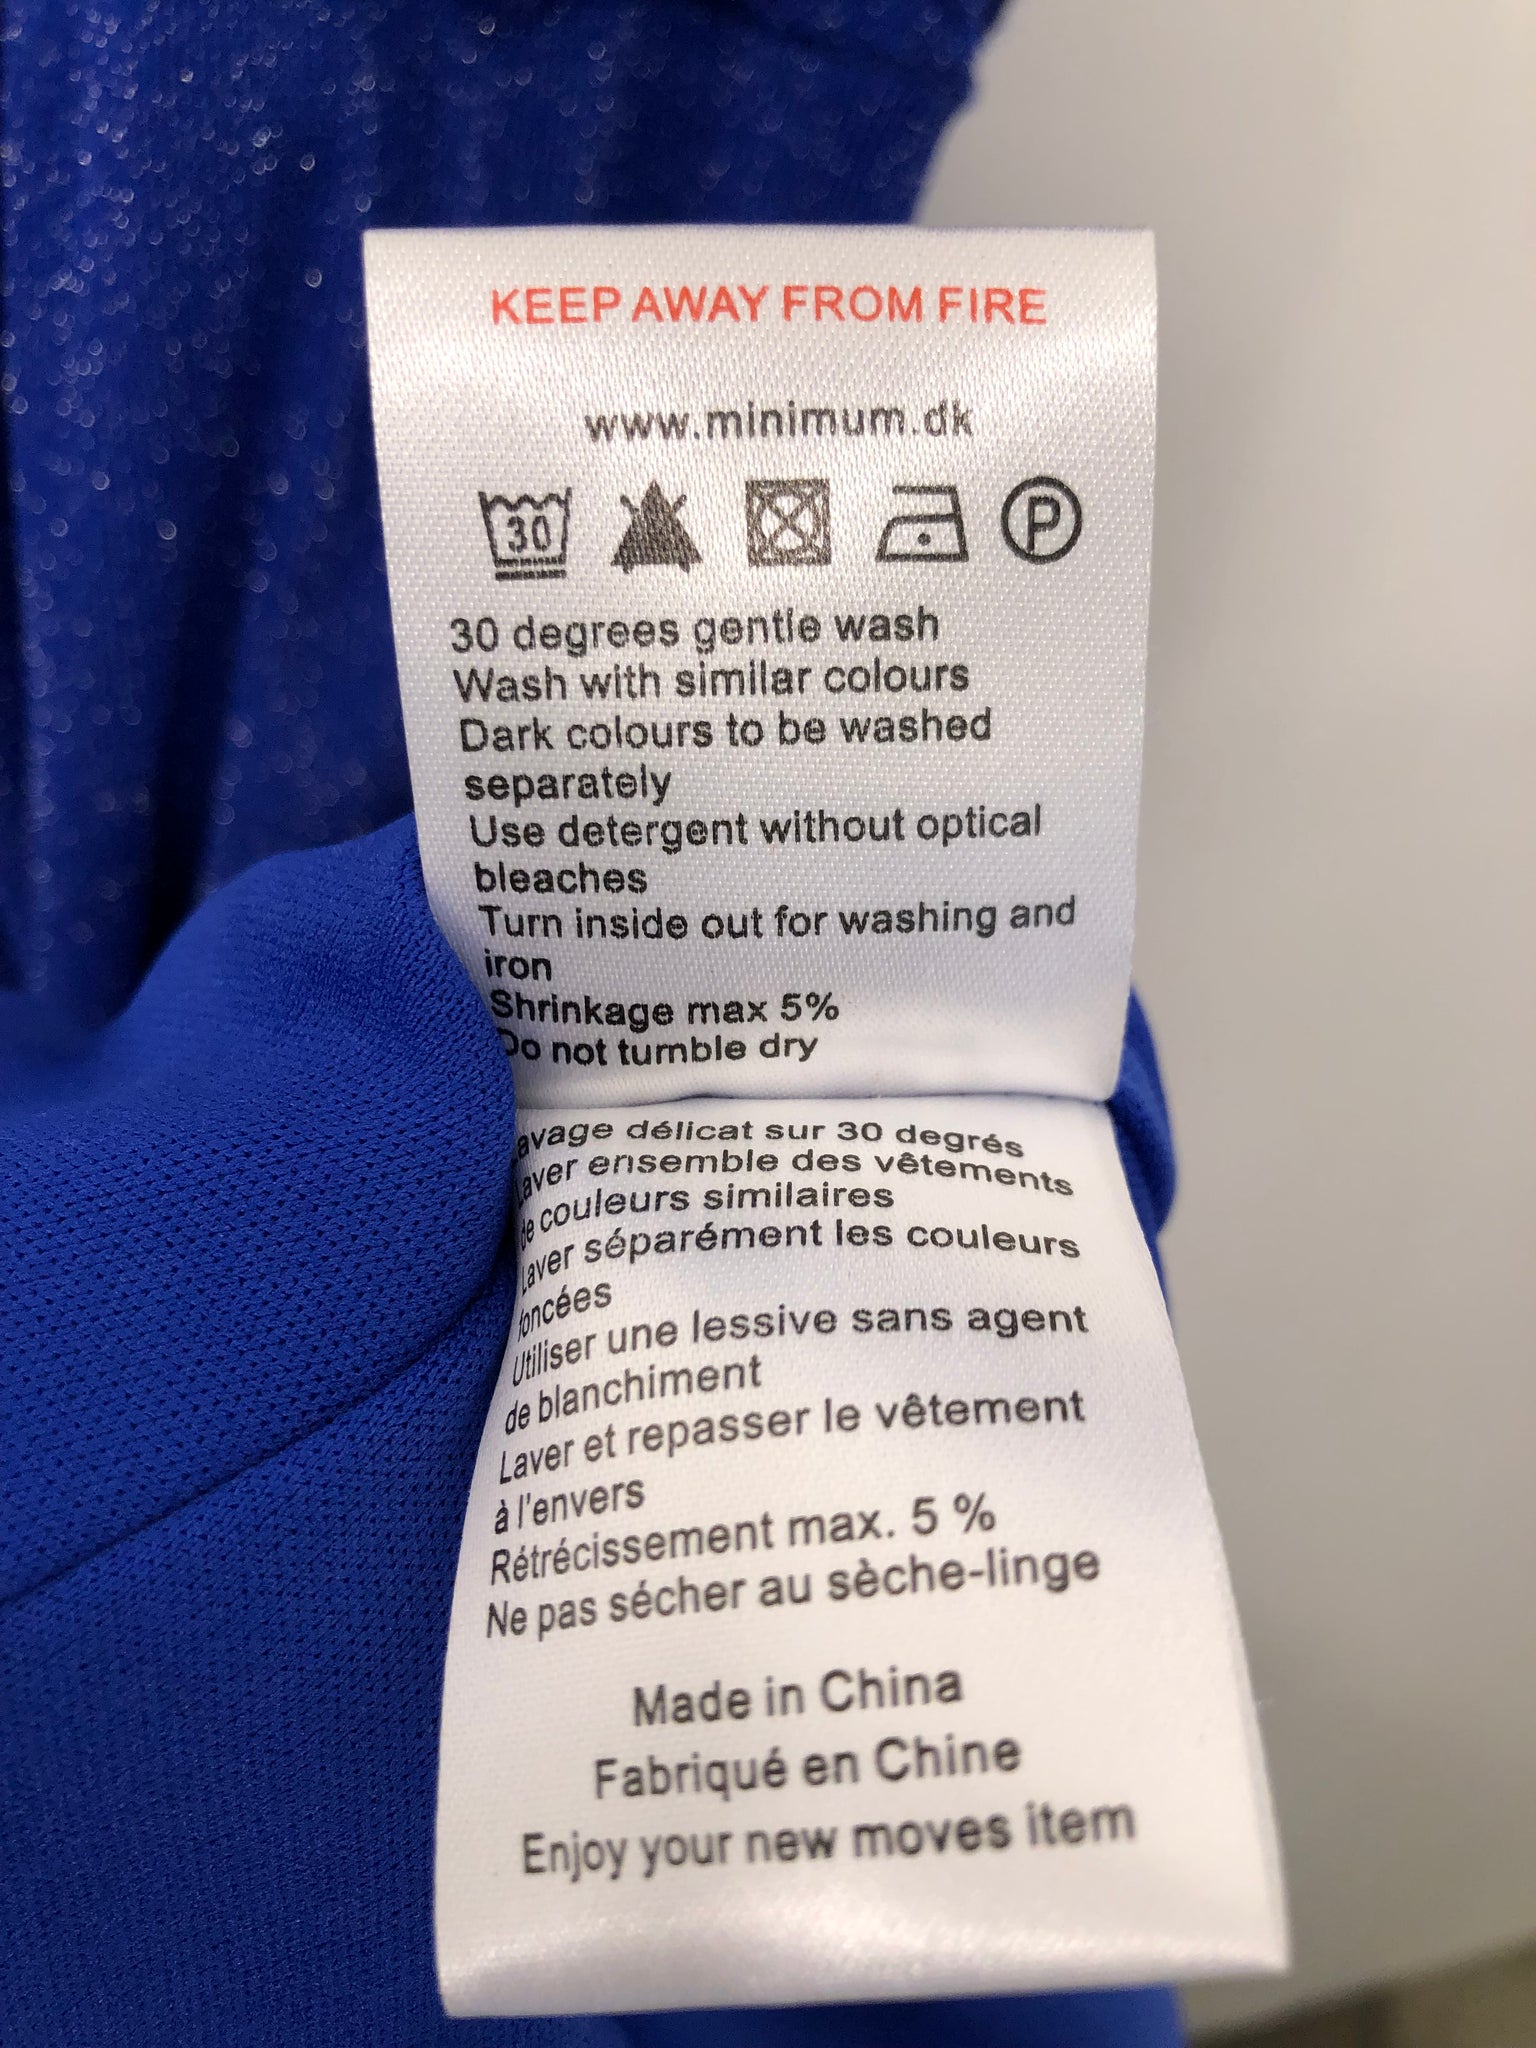 KEEP AWAY FROM FIRE
www.minimum.dk
30 P
30 degrees gentle wash
Wash with similar colours
Dark colours to be washed
separately
Use detergent without optical
bleaches
Turn inside out for washing and
iron
Shrinkage max 5%
Do not tumble dry
Lavage délicat sur 30 degrés
Laver ensemble des vêtements
de couleurs similaires
Laver séparément les couleurs
foncées
Utiliser une lessive sans agent
de blanchiment
Laver et repasser le vêtement
à l'envers
Rétrécissement max. 5 %
Ne pas sécher au sèche-linge
Made in China
Fabriqué en Chine
Enjoy your new moves item